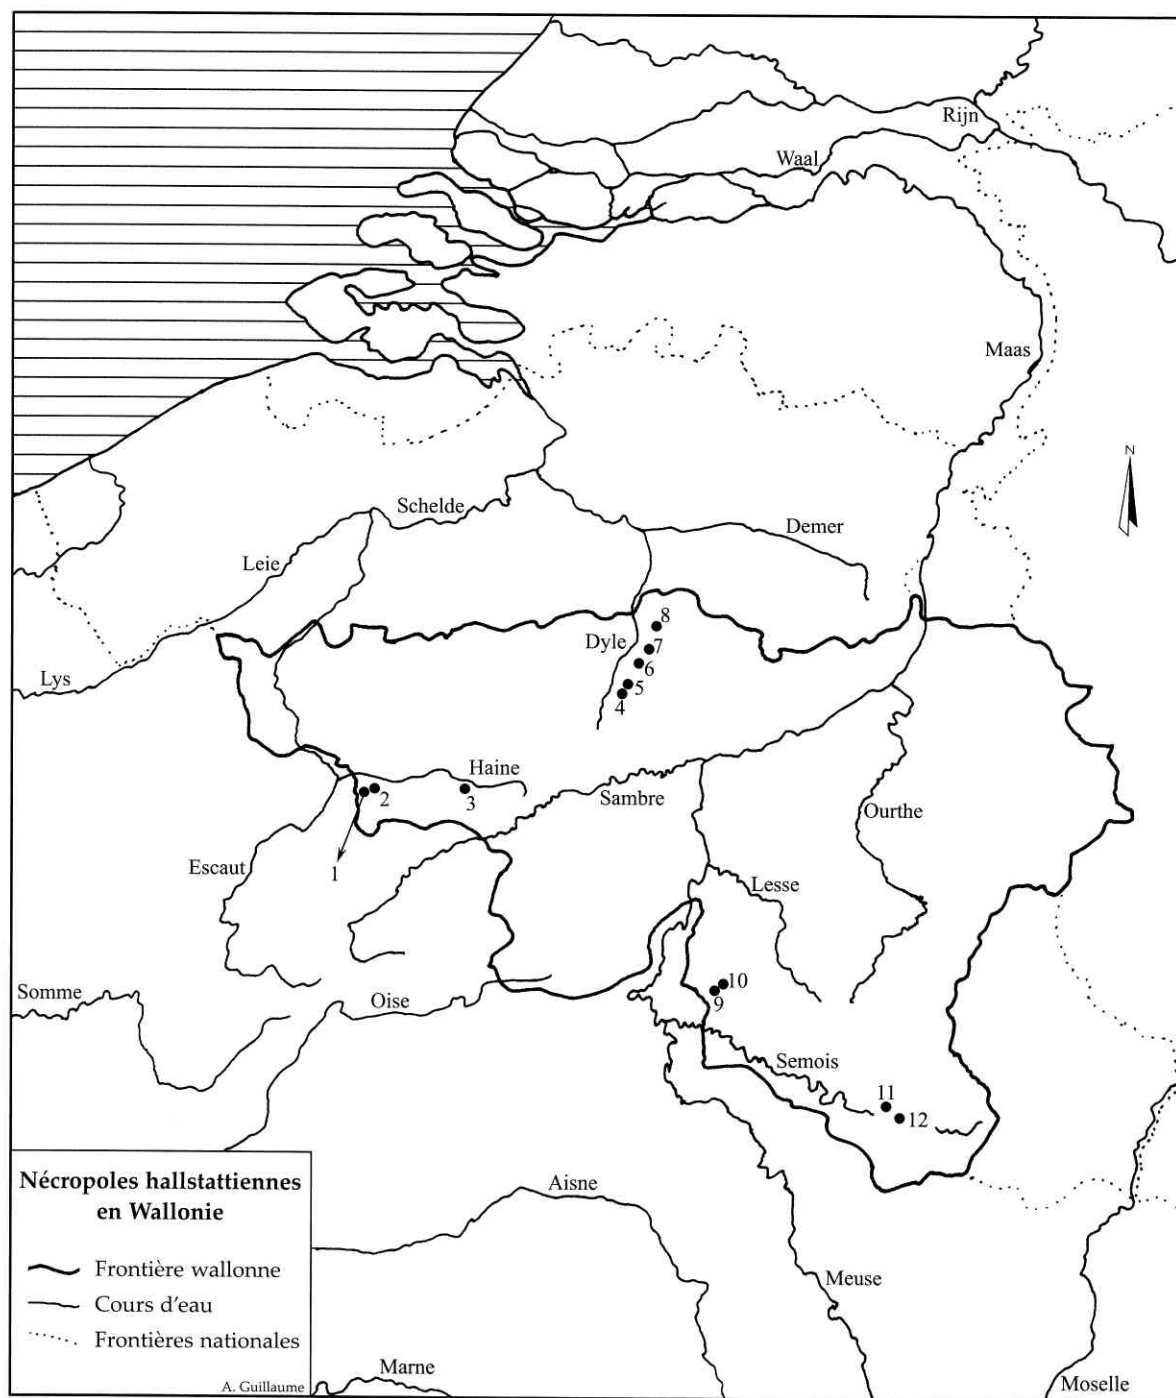 Rijn
Waal
Maas
N
Schelde
Demer
Leie
8
Dyle
7
6
Lys
5
4
Haine
2
3
Sambre
Ourthe
Escaut
1
Lesse
Somme
Oise
10
9
Semois
11
12
Nécropoles hallstattiennes
en Wallonie
Aisne
Frontière wallonne
Meuse
Cours d'eau
Frontières nationales
Marne
A. Guillaume
Moselle